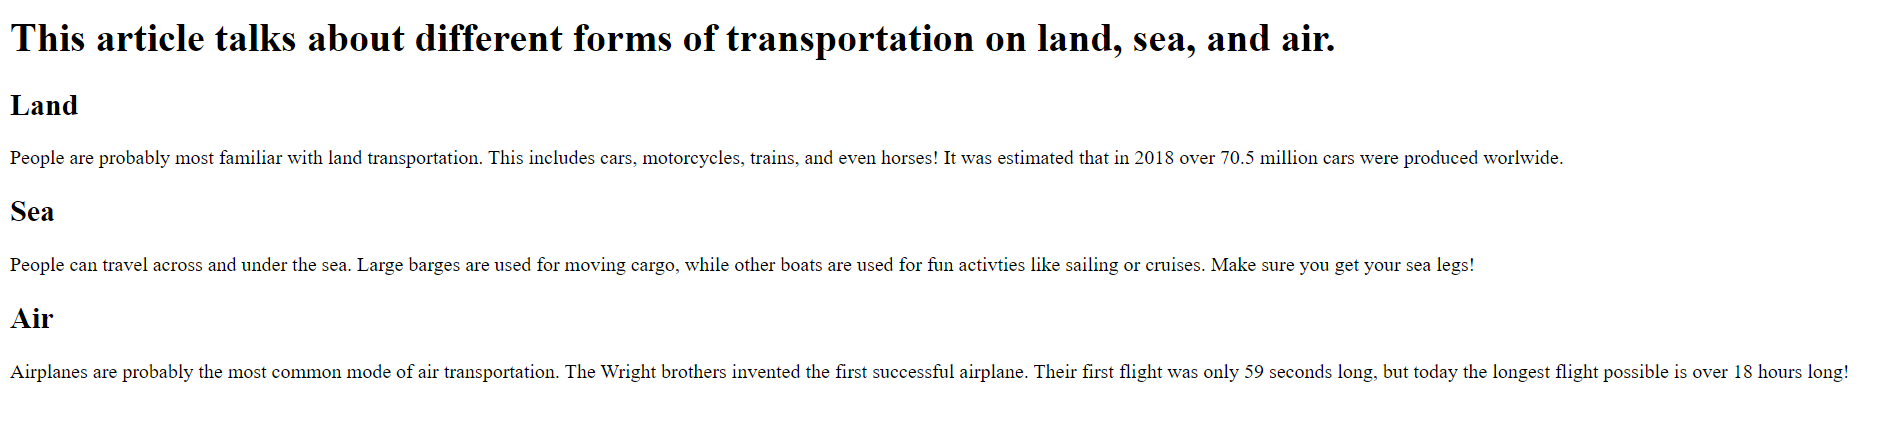 This article talks about different forms of transportation on land, sea, and air.
Land
People are probably most familiar with land transportation. This includes cars, motorcycles, trains, and even horses! It was estimated that in 2018 over 70.5 million cars were produced worlwide.
Sea
People can travel across and under the sea. Large barges are used for moving cargo, while other boats are used for fun activties like sailing or cruises. Make sure you get your sea legs!
Air
Airplanes are probably the most common mode of air transportation. The Wright brothers invented the first successful airplane. Their first flight was only 59 seconds long, but today the longest flight possible is over 18 hours long!